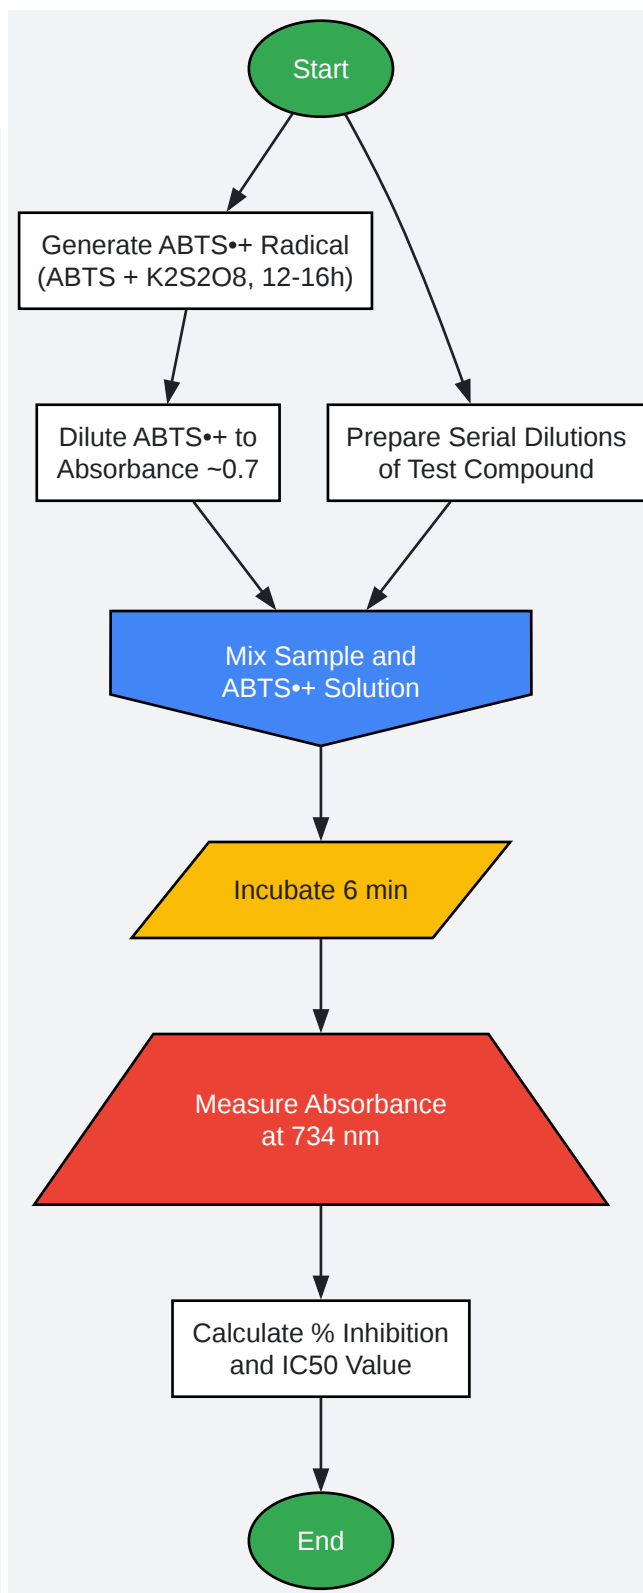 Start
Generate ABTS•+ Radical
(ABTS + K2S2O8, 12-16h)
Dilute ABTS•+ to
Absorbance ~0.7
Prepare Serial Dilutions
of Test Compound
Mix Sample and
ABTS•+ Solution
Incubate 6 min
Measure Absorbance
at 734 nm
Calculate % Inhibition
and IC50 Value
End